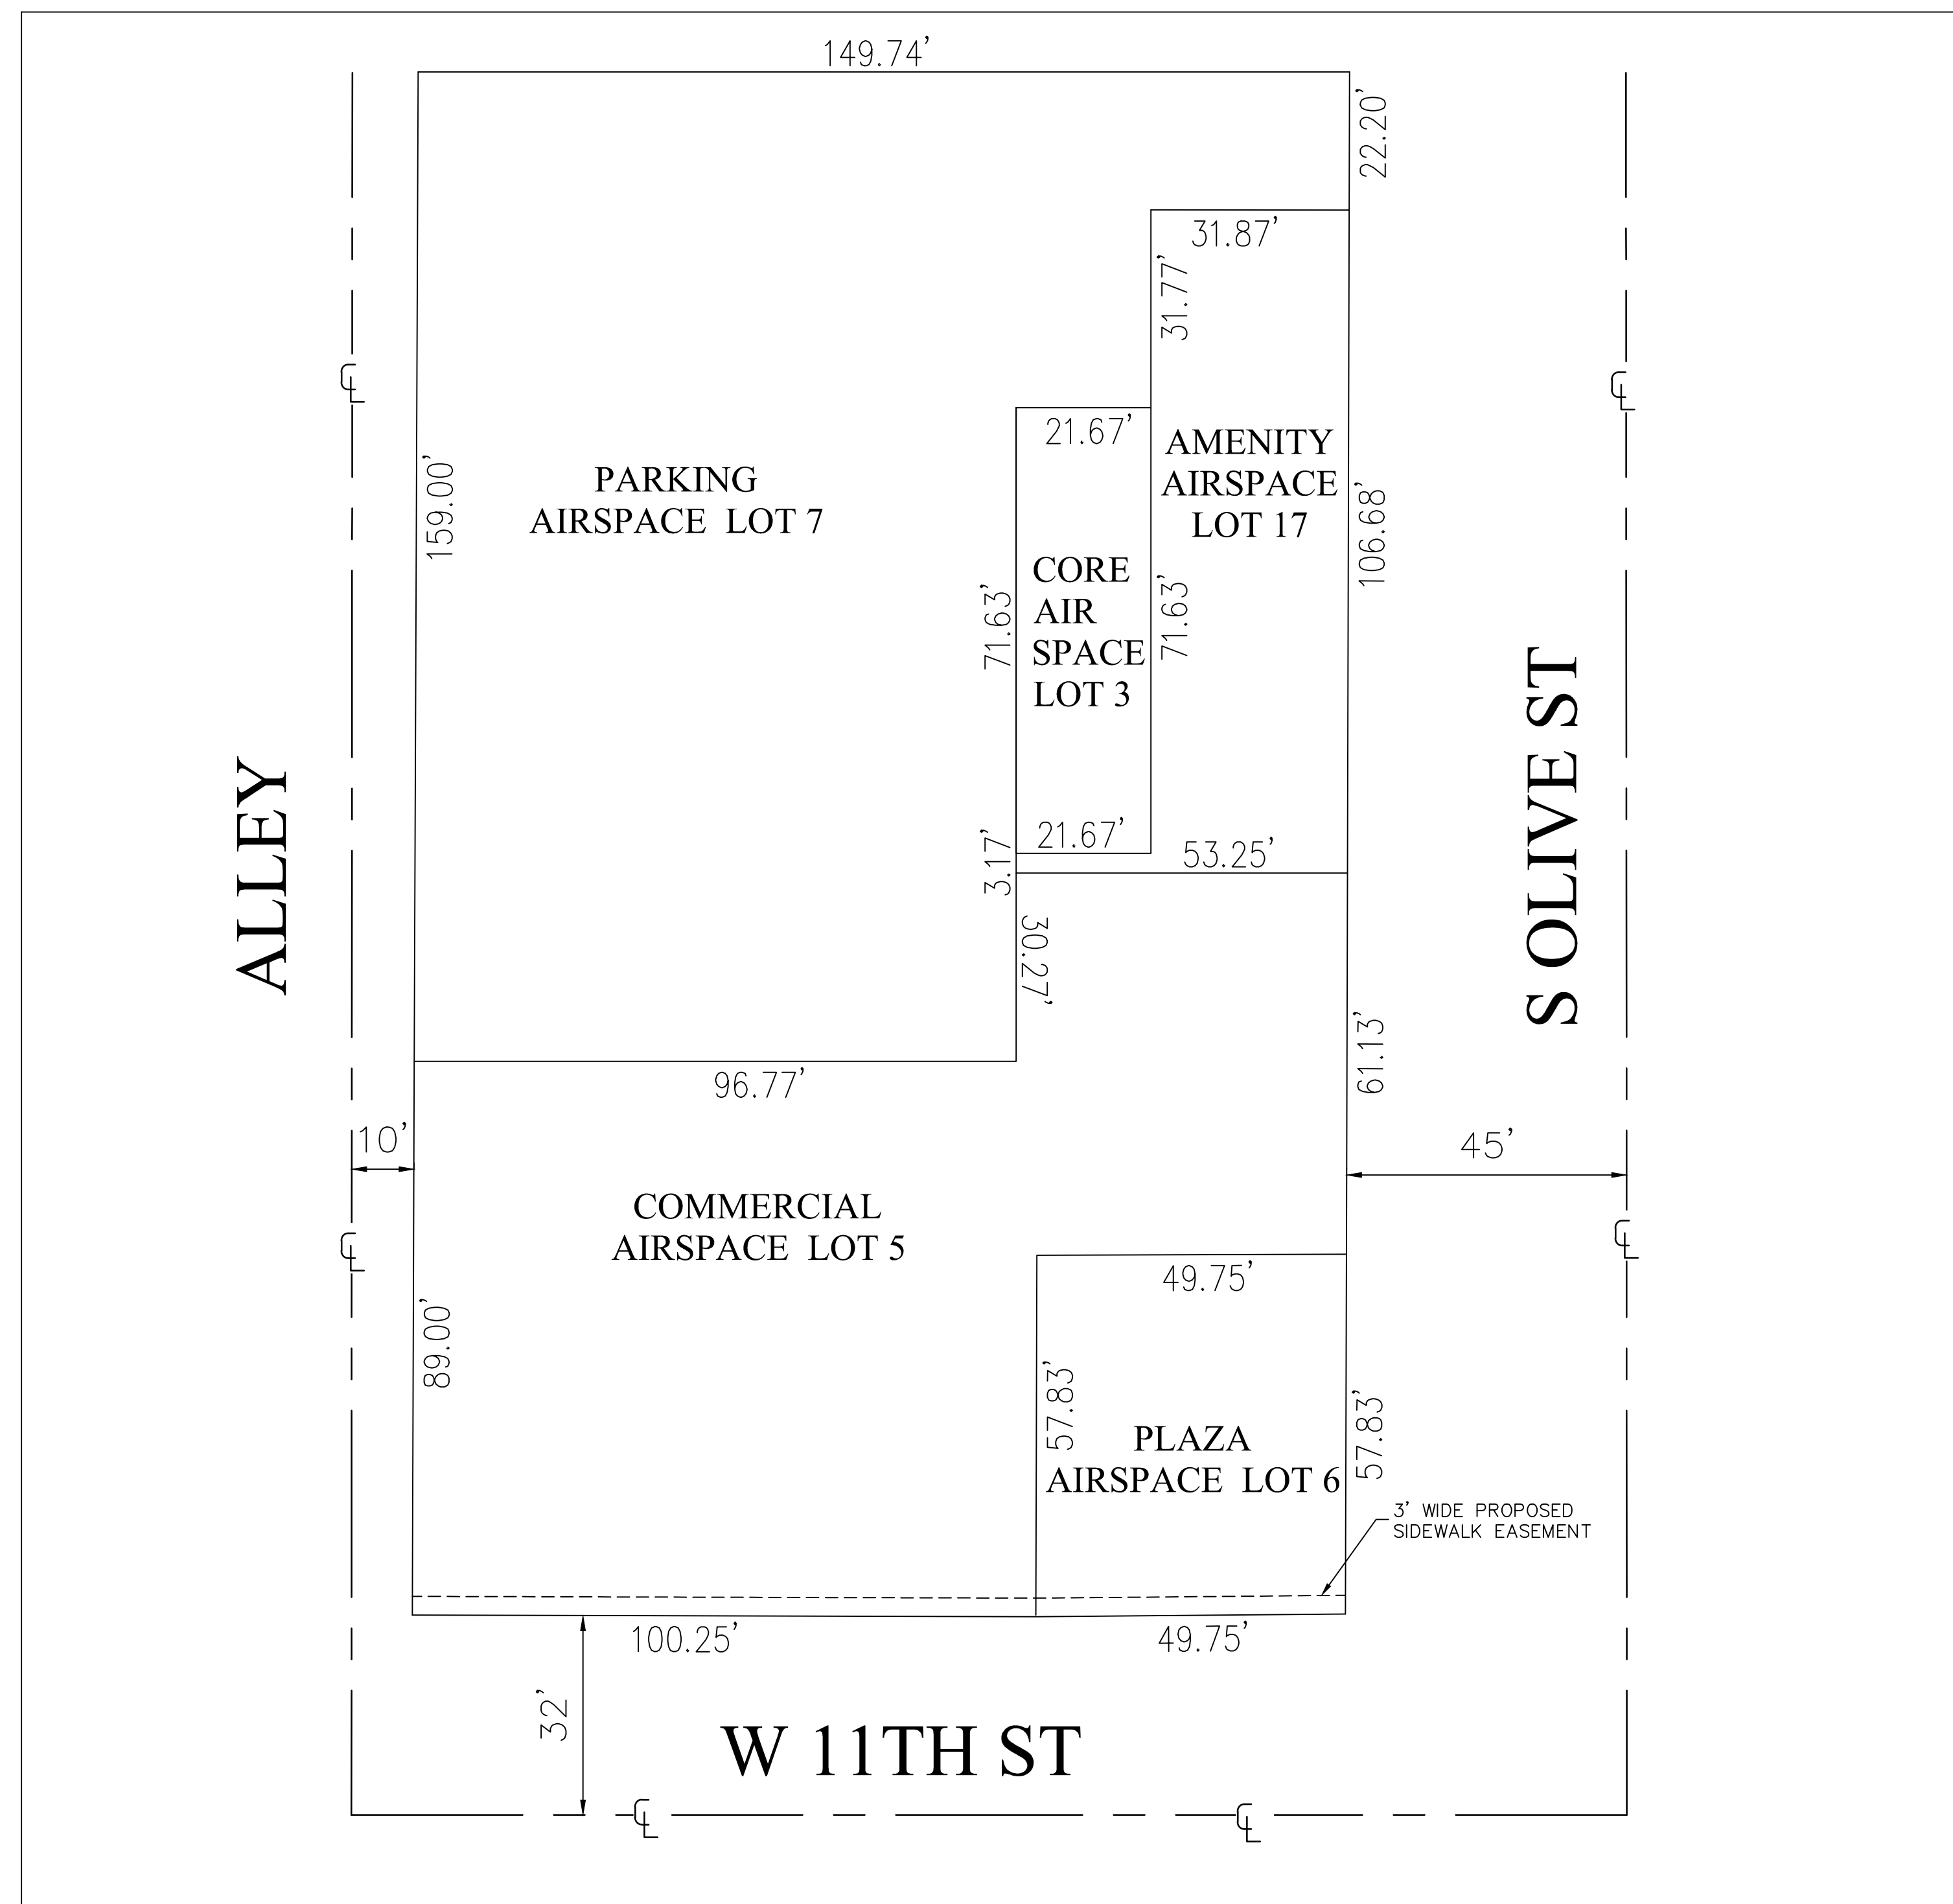 149.74'
22.20'
31.87'
31.77'
21.67'
AMENITY
AIRSPACE
LOT 17
PARKING
AIRSPACE LOT 7
159.00'
106.68'
CORE
AIR
SPACE
LOT 3
71.63'
71.63'
ALLEY
S OLIVE ST
21.67'
53.25'
3.17'
30.27'
61.13'
96.77'
10'
45'
COMMERCIAL
AIRSPACE LOT 5
49.75'
89.00'
57.83'
57.83'
PLAZA
AIRSPACE LOT 6
3' WIDE PROPOSED
SIDEWALK EASEMENT
100.25'
49.75'
32'
W 11TH ST